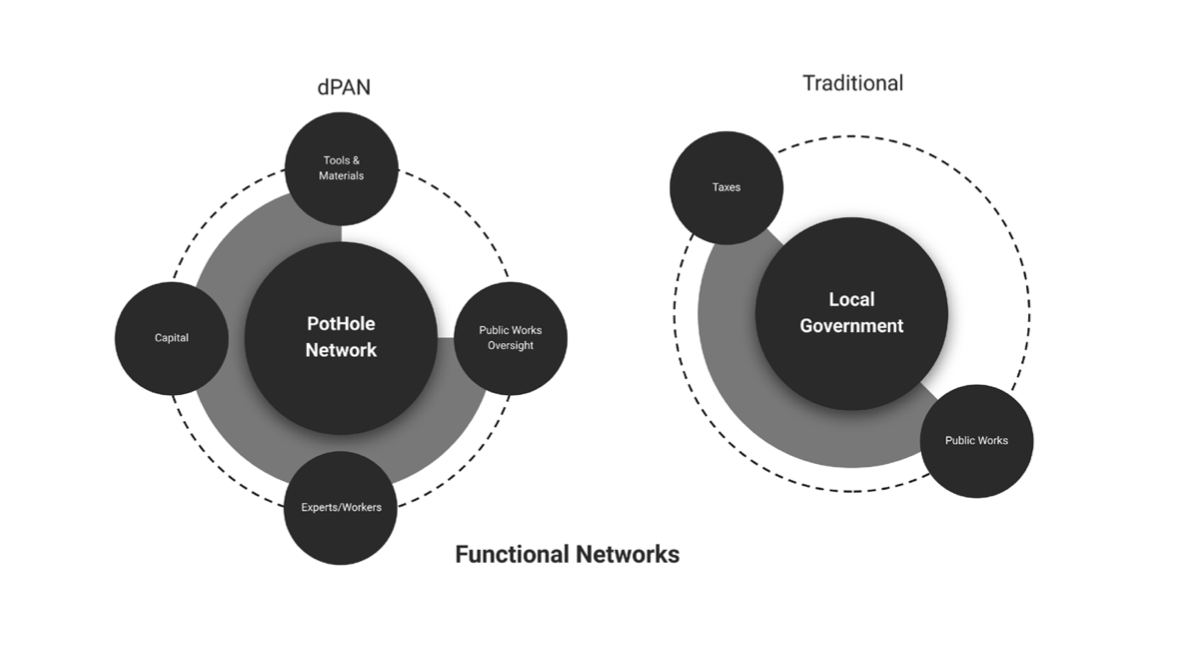 dPAN
Tools &
Materials
Capital
PotHole
Network
Public Works
Oversight
Experts/Workers
Traditional
Taxes
Local
Government
Public Works
Functional Networks